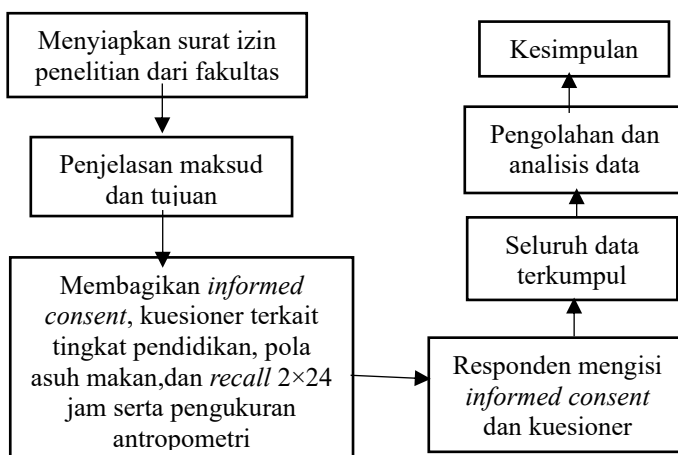 Menyiapkan surat izin
penelitian dari fakultas
Penjelasan maksud
dan tujuan
Membagikan informed
consent, kuesioner terkait
tingkat pendidikan, pola
asuh makan,dan recall 2×24
jam serta pengukuran
antropometri
Responden mengisi
informed consent
dan kuesioner
Seluruh data
terkumpul
Pengolahan dan
analisis data
Kesimpulan